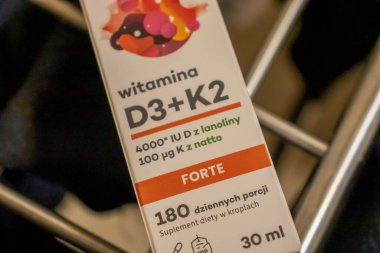 witamina
D3+K2
4000* IU D z lanoliny
100 µg K z natto
FORTE
180 dziennych porcji
Suplement diety w kroplach
30 ml